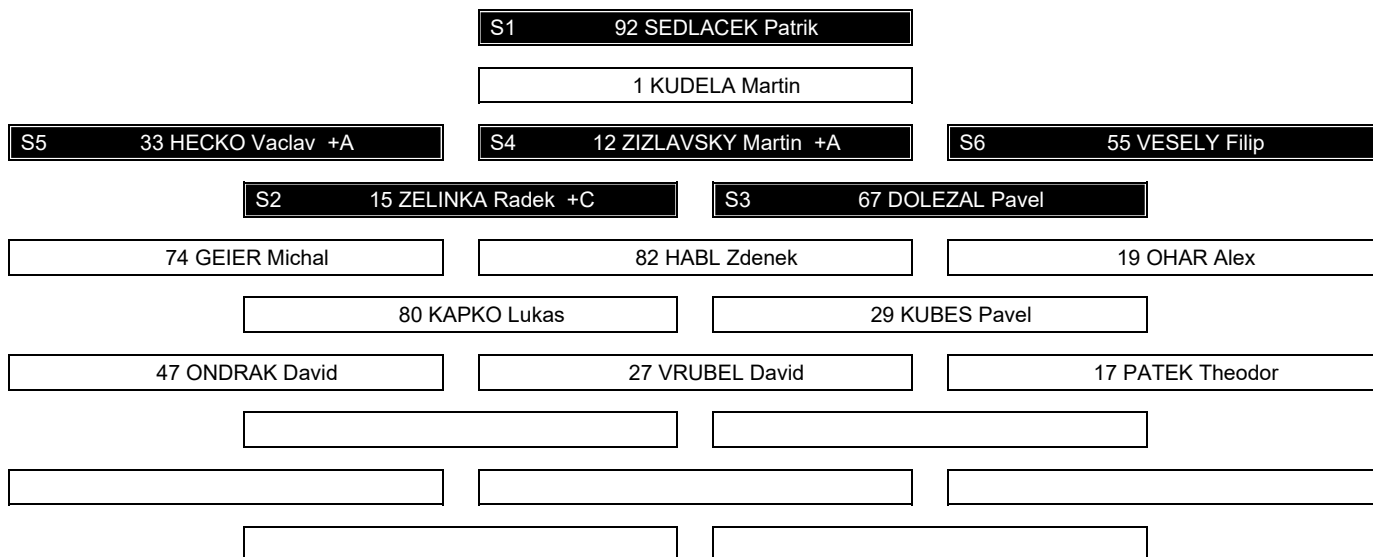 S1 92 SEDLACEK Patrik
1 KUDELA Martin
S5 33 HECKO Vaclav +A
S4 12 ZIZLAVSKY Martin +A
S6 55 VESELY Filip
S2 15 ZELINKA Radek +C
S3 67 DOLEZAL Pavel
74 GEIER Michal
82 HABL Zdenek
19 OHAR Alex
80 KAPKO Lukas
29 KUBES Pavel
47 ONDRAK David
27 VRUBEL David
17 PATEK Theodor